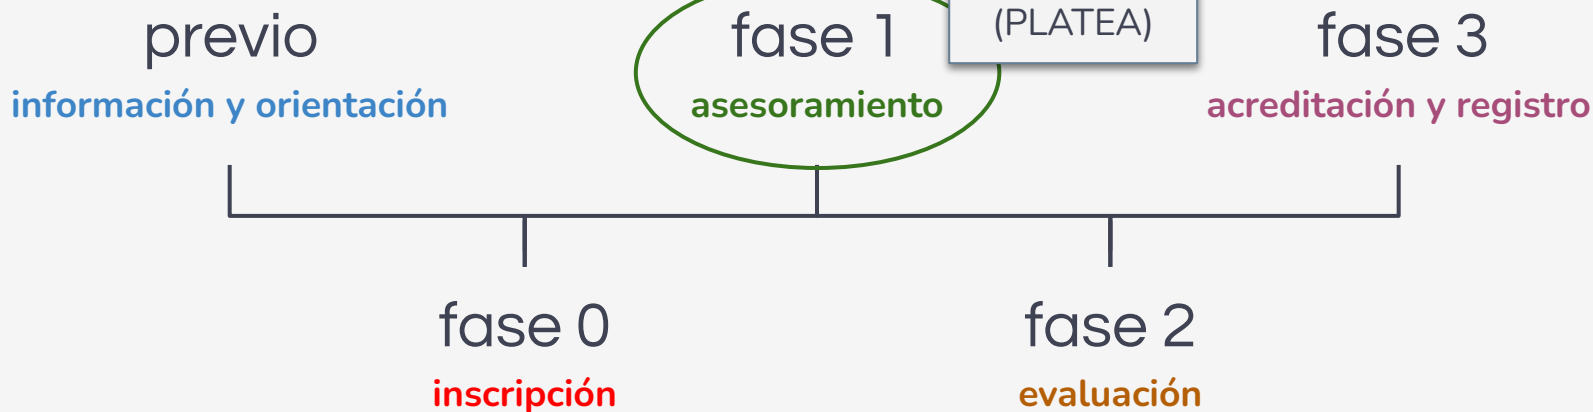 previo
información y orientación
fase 1
asesoramiento
(PLATEA)
fase 3
acreditación y registro
fase 0
inscripción
fase 2
evaluación